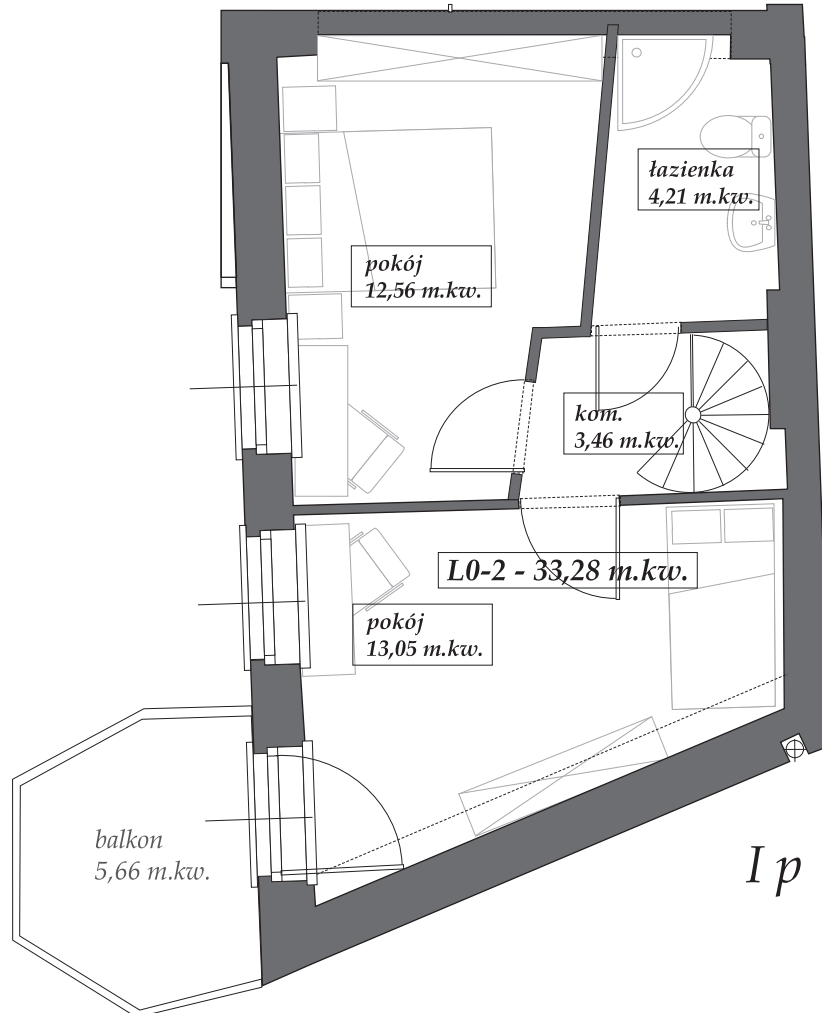 łazienka
4,21 m.kw.
pokój
12,56 m.kw.
kom.
3,46 m.kw.
L0-2 - 33,28 m.kw.
pokój
13,05 m.kw.
balkon
5,66 m.kw.
I p